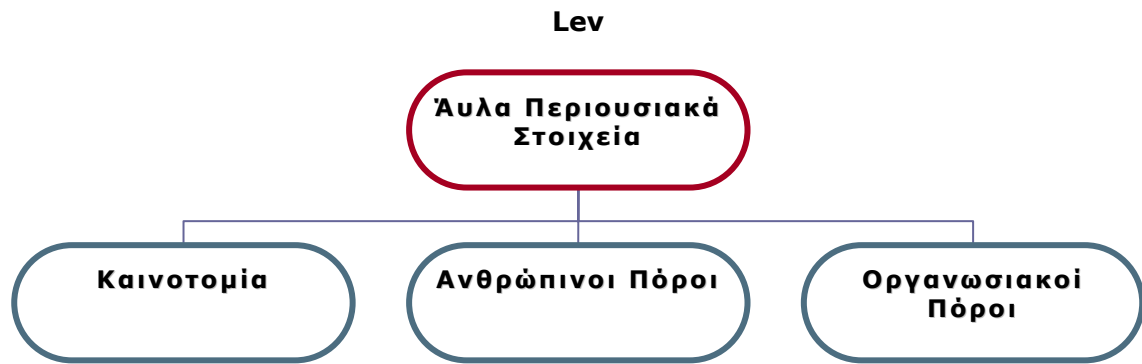 Lev
Άυλα Περιουσιακά
Στοιχεία
Καινοτομία
Ανθρώπινοι Πόροι
Οργανωσιακοί
Πόροι